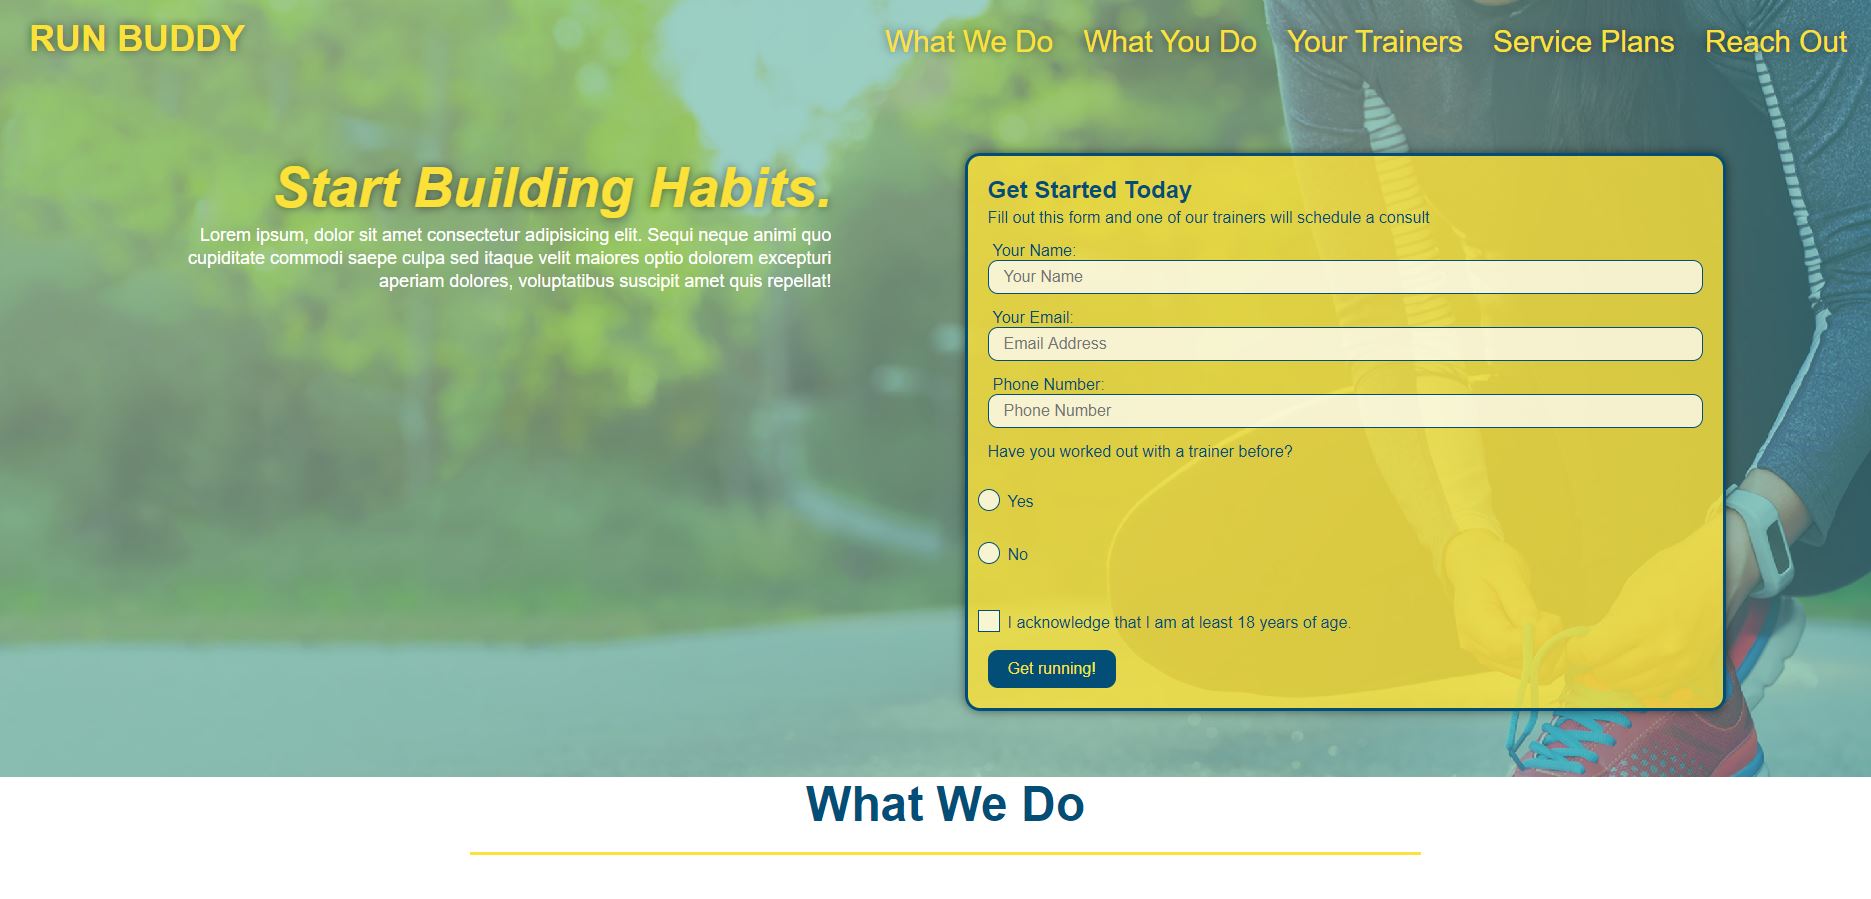 RUN BUDDY
What We Do What You Do Your Trainers Service Plans Reach Out
Start Building Habits.
Lorem ipsum, dolor sit amet consectetur adipisicing elit. Sequi neque animi quo
cupiditate commodi saepe culpa sed itaque velit maiores optio dolorem excepturi
aperiam dolores, voluptatibus suscipit amet quis repellat!
Get Started Today
Fill out this form and one of our trainers will schedule a consult
Your Name:
Your Name
Your Email:
Email Address
Phone Number:
Phone Number
Have you worked out with a trainer before?
Yes
No
I acknowledge that I am at least 18 years of age.
Get running!
What We Do